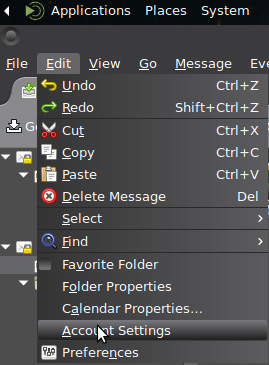 Applications Places System
File Edit View Go Message
Undo Ctrl+Z
Redo Shift+Ctrl+Z
Cut Ctrl+X
Copy Ctrl+C
Paste Ctrl+V
Delete Message Del
Select
Find
Favorite Folder
Folder Properties
Calendar Properties...
Account Settings
Preferences